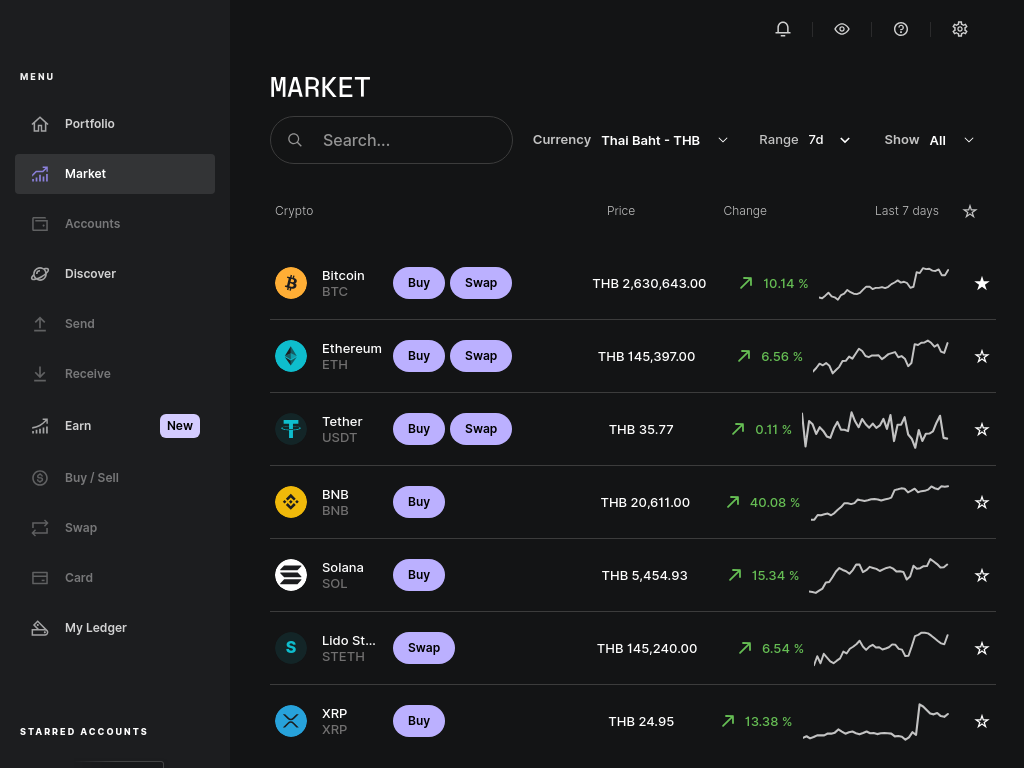 MENU
Portfolio
Market
Accounts
Discover
Send
Receive
Earn New
Buy / Sell
Swap
Card
My Ledger
STARRED ACCOUNTS
MARKET
Search... Currency Thai Baht - THB Range 7d Show All
Crypto Price Change Last 7 days
Bitcoin
BTC
Buy Swap THB 2,630,643.00 10.14 %
Ethereum
ETH
Buy Swap THB 145,397.00 6.56 %
Tether
USDT
Buy Swap THB 35.77 0.11 %
BNB
BNB
Buy THB 20,611.00 40.08 %
Solana
SOL
Buy THB 5,454.93 15.34 %
S
Lido St...
STETH
Swap THB 145,240.00 6.54 %
XRP
XRP
Buy THB 24.95 13.38 %